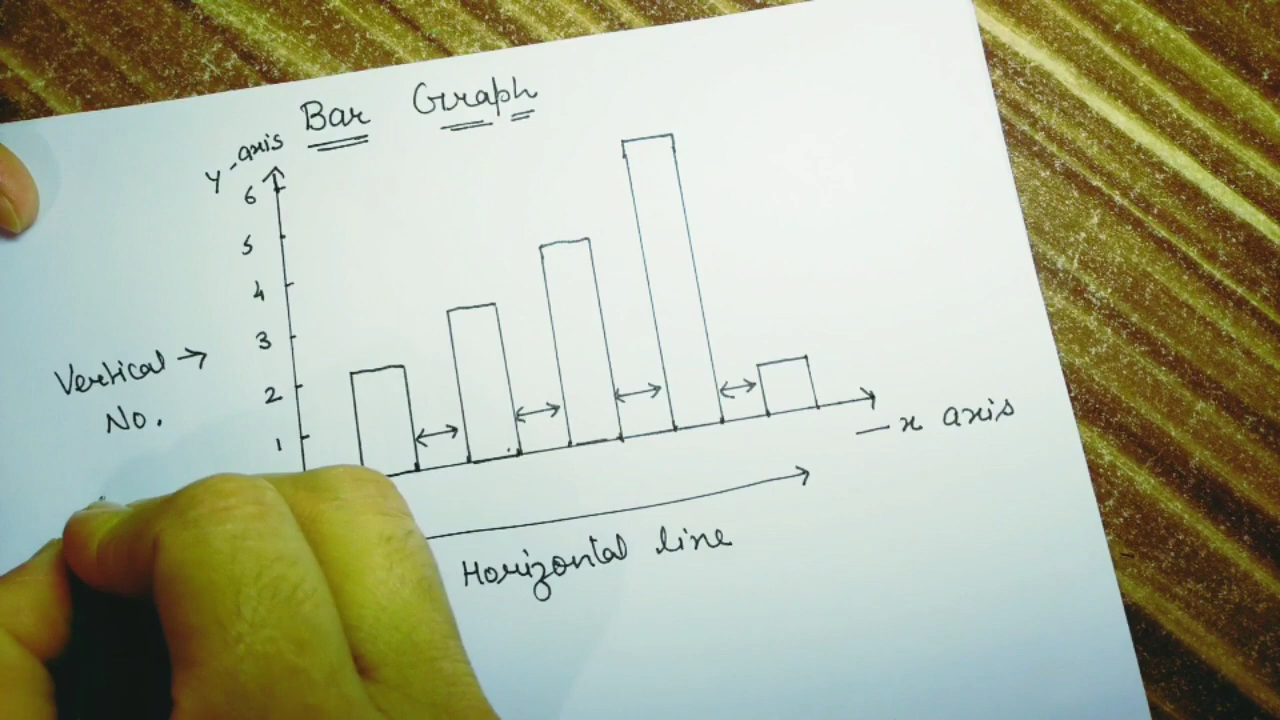 Bar Graph
y-axis
6
5
4
3
2
1
Vertical →
No.
x axis
Horizontal line